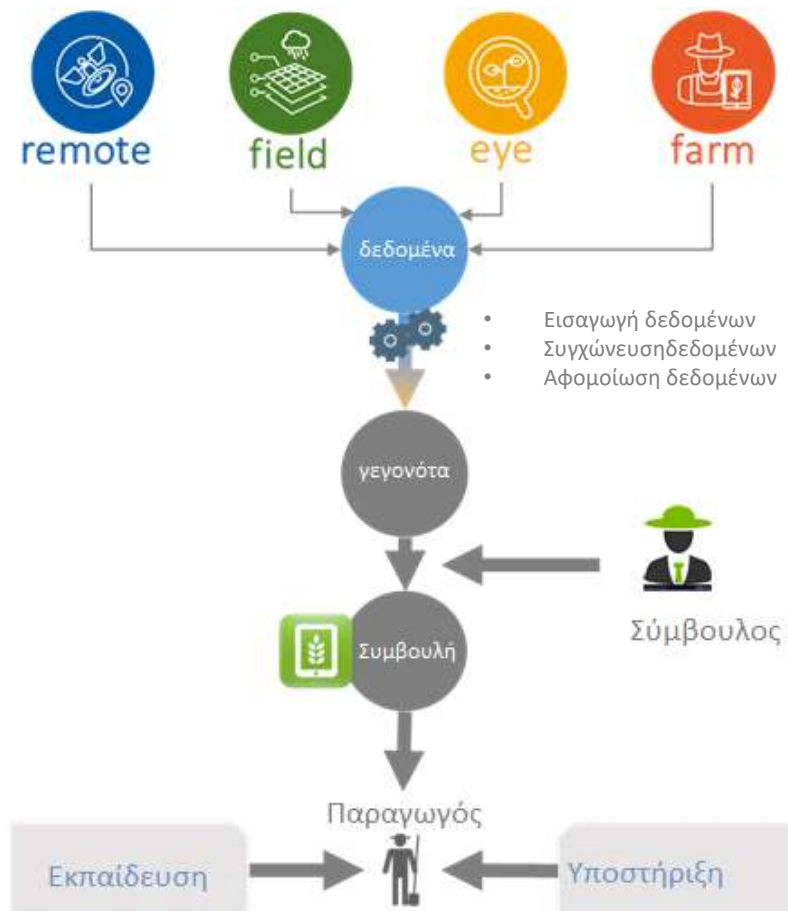 remote
field
eye
farm
δεδομένα
• Εισαγωγή δεδομένων
• Συγχώνευσηδεδομένων
• Αφομοίωση δεδομένων
γεγονότα
Σύμβουλος
Συμβουλή
Παραγωγός
Εκπαίδευση
Υποστήριξη